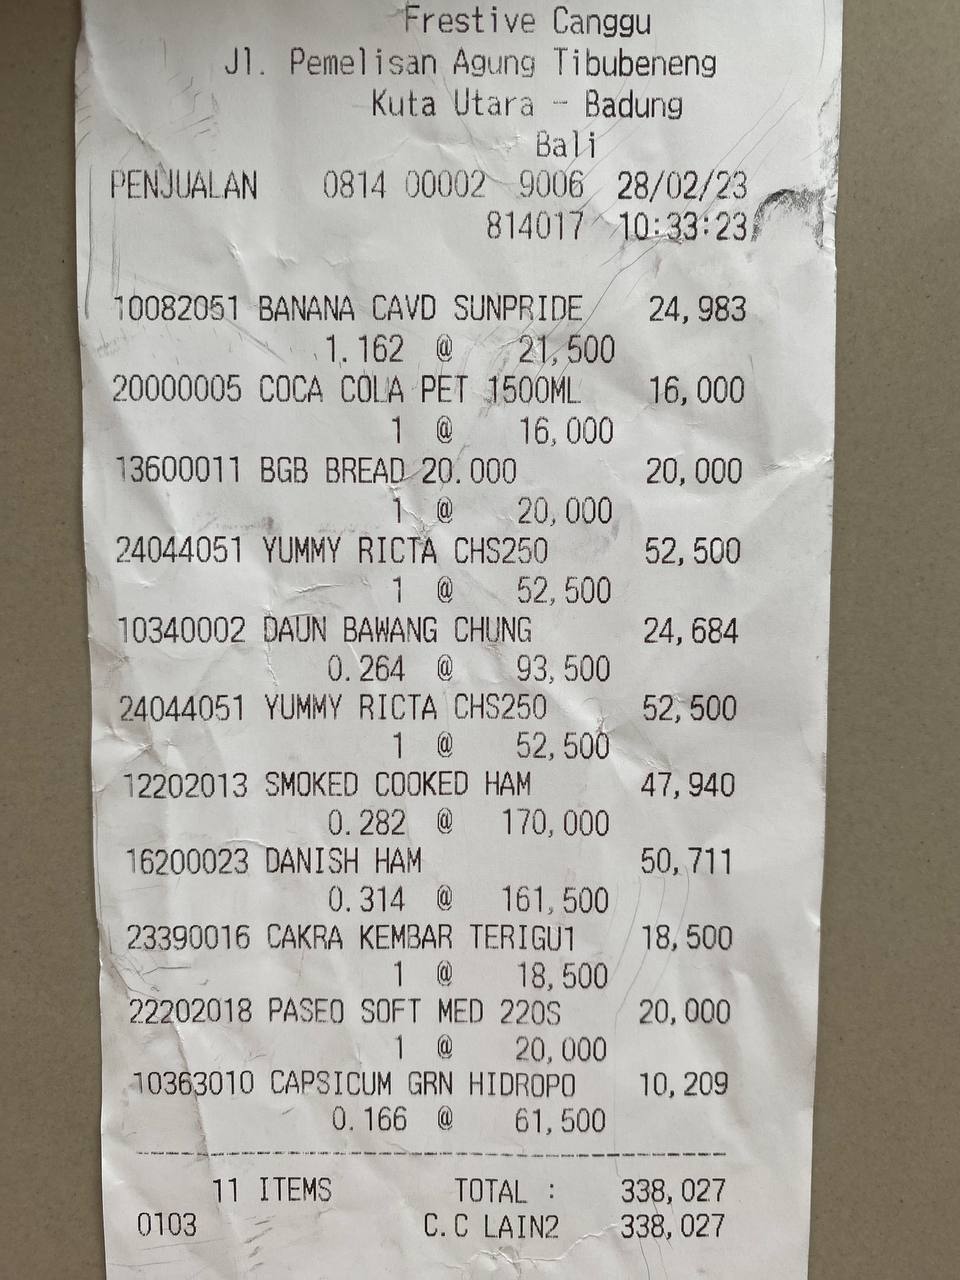 Frestive Canggu
Jl. Pemelisan Agung Tibubeneng
Kuta Utara - Badung
Bali
PENJUALAN 0814 00002 9006 28/02/23
814017 10:33:23
10082051 BANANA CAVD SUNPRIDE 24,983
1.162 @ 21,500
20000005 COCA COLA PET 1500ML 16,000
1 @ 16,000
13600011 BGB BREAD 20.000 20,000
1 @ 20,000
24044051 YUMMY RICTA CHS250 52,500
1 @ 52,500
10340002 DAUN BAWANG CHUNG 24,684
0.264 @ 93,500
24044051 YUMMY RICTA CHS250 52,500
1 @ 52,500
12202013 SMOKED COOKED HAM 47,940
0.282 @ 170,000
16200023 DANISH HAM 50,711
0.314 @ 161,500
23390016 CAKRA KEMBAR TERIGU1 18,500
1 @ 18,500
22202018 PASEO SOFT MED 220S 20,000
1 @ 20,000
10363010 CAPSICUM GRN HIDROPO 10,209
0.166 @ 61,500
11 ITEMS TOTAL : 338,027
0103 C.C LAIN2 338,027